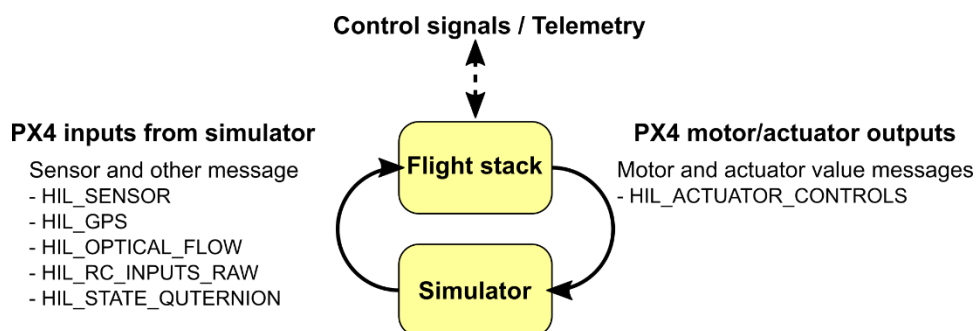 Control signals / Telemetry
PX4 inputs from simulator
Sensor and other message
- HIL_SENSOR
- HIL_GPS
- HIL_OPTICAL_FLOW
- HIL_RC_INPUTS_RAW
- HIL_STATE_QUTERNION
Flight stack
Simulator
PX4 motor/actuator outputs
Motor and actuator value messages
- HIL_ACTUATOR_CONTROLS